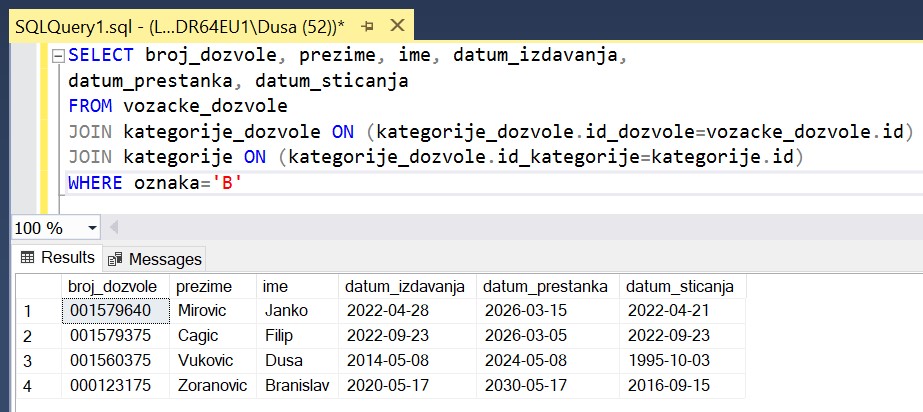 SQLQuery1.sql - (L...DR64EU1\Dusa (52))*
SELECT broj_dozvole, prezime, ime, datum_izdavanja,
datum_prestanka, datum_sticanja
FROM vozacke_dozvole
JOIN kategorije_dozvole ON (kategorije_dozvole.id_dozvole=vozacke_dozvole.id)
JOIN kategorije ON (kategorije_dozvole.id_kategorije=kategorije.id)
WHERE oznaka='B'
100 %
Results Messages
broj_dozvole prezime ime datum_izdavanja datum_prestanka datum_sticanja
1 001579640 Mirovic Janko 2022-04-28 2026-03-15 2022-04-21
2 001579375 Cagic Filip 2022-09-23 2026-03-05 2022-09-23
3 001560375 Vukovic Dusa 2014-05-08 2024-05-08 1995-10-03
4 000123175 Zoranovic Branislav 2020-05-17 2030-05-17 2016-09-15